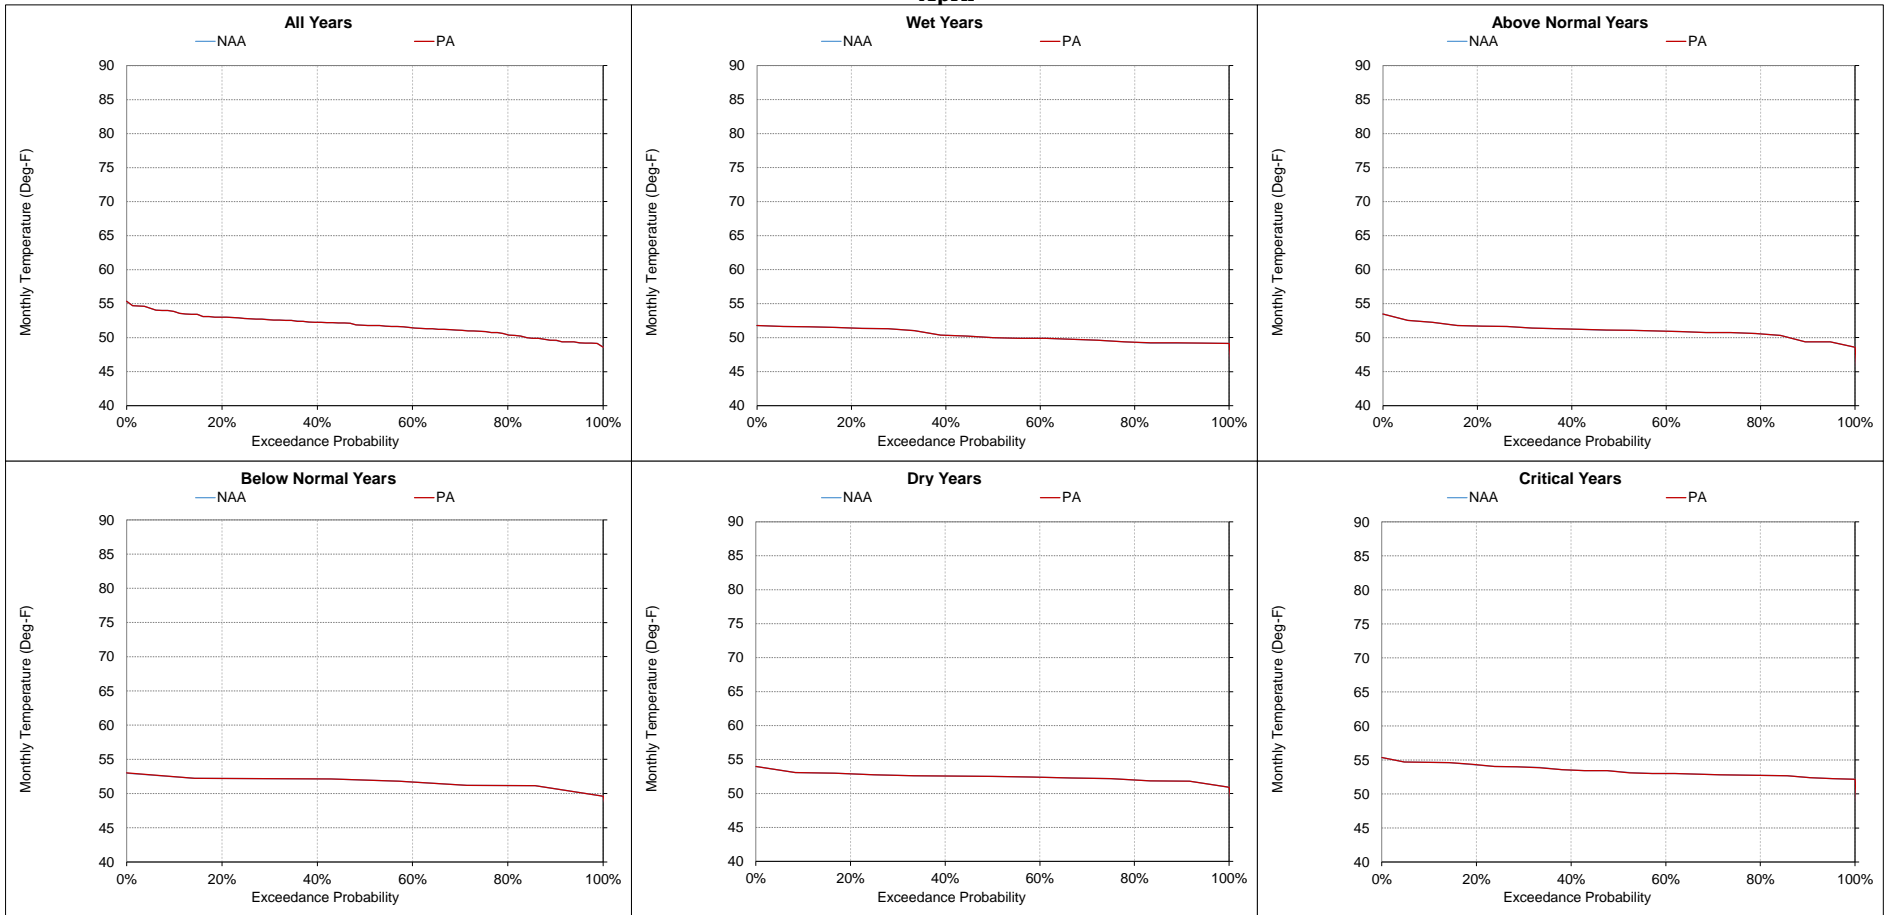 All Years
NAA PA
90
85
80
75
70
65
60
55
50
45
40
Monthly Temperature (Deg-F)
0% 20% 40% 60% 80% 100%
Exceedance Probability
Wet Years
NAA PA
90
85
80
75
70
65
60
55
50
45
40
Monthly Temperature (Deg-F)
0% 20% 40% 60% 80% 100%
Exceedance Probability
Above Normal Years
NAA PA
90
85
80
75
70
65
60
55
50
45
40
Monthly Temperature (Deg-F)
0% 20% 40% 60% 80% 100%
Exceedance Probability
Below Normal Years
NAA PA
90
85
80
75
70
65
60
55
50
45
40
Monthly Temperature (Deg-F)
0% 20% 40% 60% 80% 100%
Exceedance Probability
Dry Years
NAA PA
90
85
80
75
70
65
60
55
50
45
40
Monthly Temperature (Deg-F)
0% 20% 40% 60% 80% 100%
Exceedance Probability
Critical Years
NAA PA
90
85
80
75
70
65
60
55
50
45
40
Monthly Temperature (Deg-F)
0% 20% 40% 60% 80% 100%
Exceedance Probability